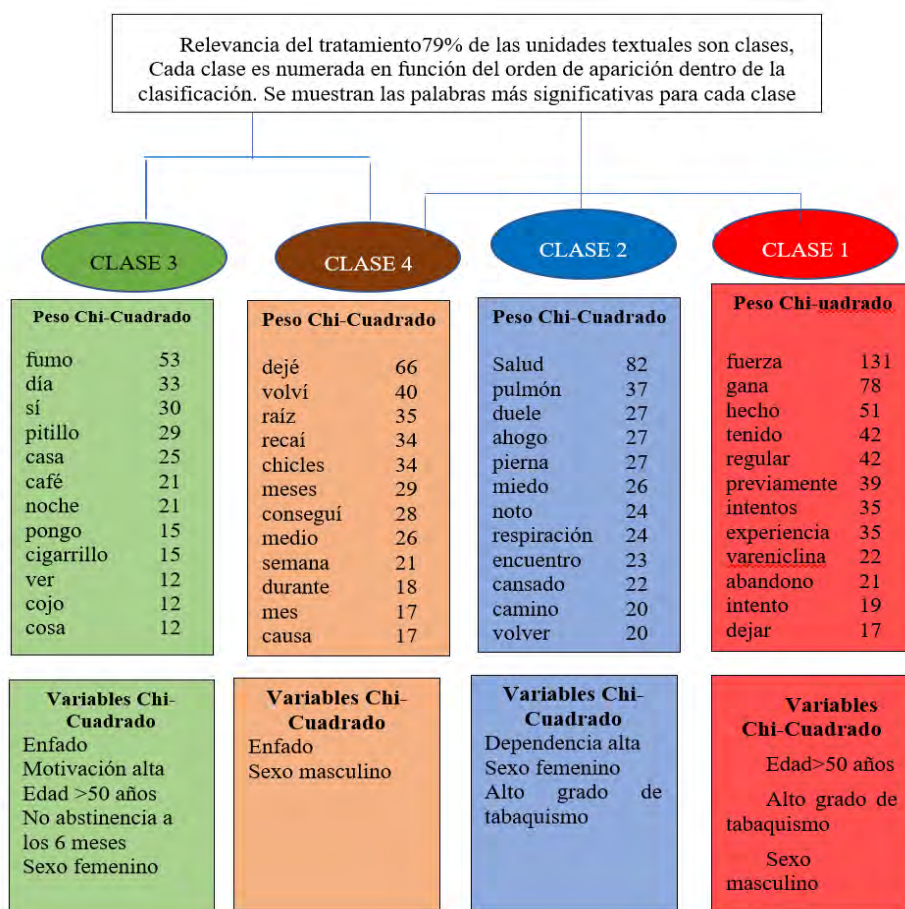 Relevancia del tratamiento79% de las unidades textuales son clases,
Cada clase es numerada en función del orden de aparición dentro de la
clasificación. Se muestran las palabras más significativas para cada clase
CLASE 3
Peso Chi-Cuadrado
fumo 53
día 33
sí 30
pitillo 29
casa 25
café 21
noche 21
pongo 15
cigarrillo 15
ver 12
cojo 12
cosa 12
Variables Chi-
Cuadrado
Enfado
Motivación alta
Edad >50 años
No abstinencia a
los 6 meses
Sexo femenino
CLASE 4
Peso Chi-Cuadrado
dejé 66
volví 40
raíz 35
recaí 34
chicles 34
meses 29
conseguí 28
medio 26
semana 21
durante 18
mes 17
causa 17
Variables Chi-
Cuadrado
Enfado
Sexo masculino
CLASE 2
Peso Chi-Cuadrado
Salud 82
pulmón 37
duele 27
ahogo 27
pierna 27
miedo 26
noto 24
respiración 24
encuentro 23
cansado 22
camino 20
volver 20
Variables Chi-
Cuadrado
Dependencia alta
Sexo femenino
Alto grado de
tabaquismo
CLASE 1
Peso Chi-uadrado
fuerza 131
gana 78
hecho 51
tenido 42
regular 42
previamente 39
intentos 35
experiencia 35
vareniclina 22
abandono 21
intento 19
dejar 17
Variables
Chi-Cuadrado
Edad>50 años
Alto grado de
tabaquismo
Sexo
masculino